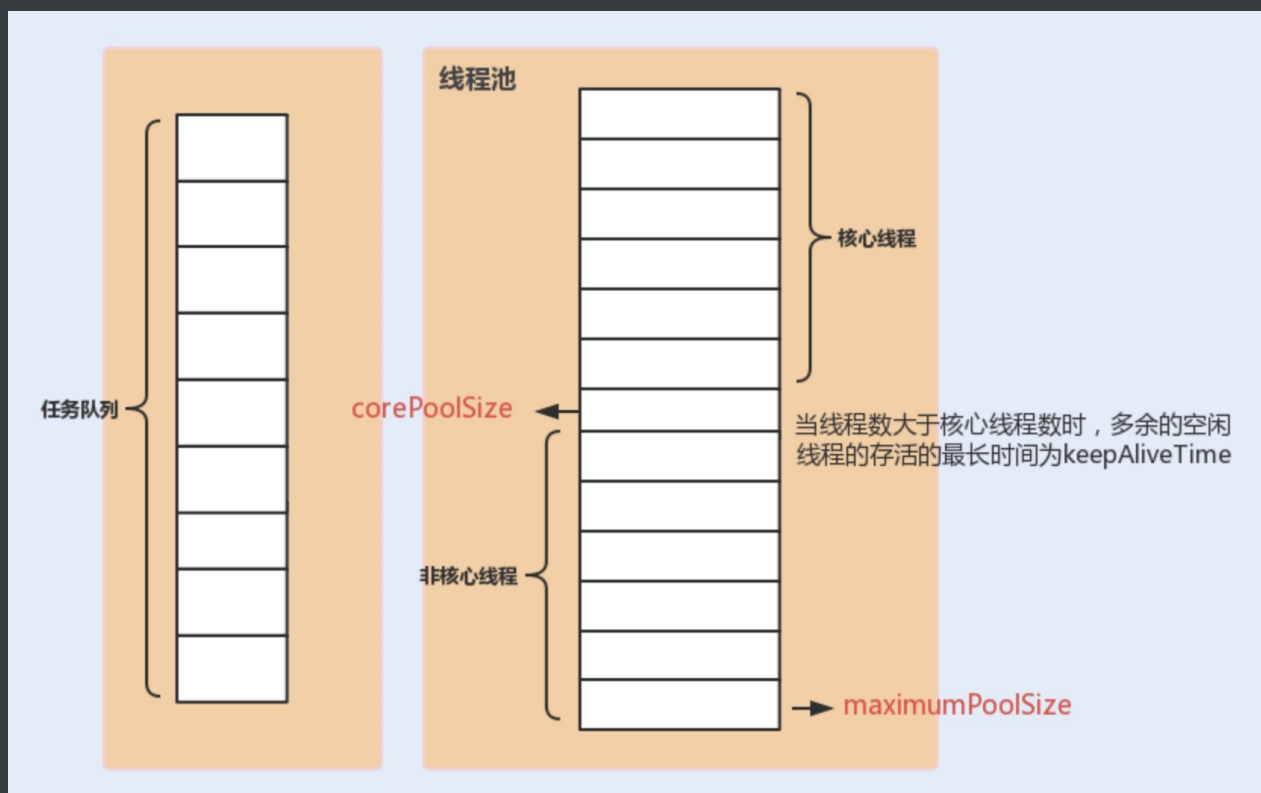 线程池
核心线程
任务队列
corePoolSize
当线程数大于核心线程数时，多余的空闲
线程的存活的最长时间为keepAliveTime
非核心线程
maximumPoolSize